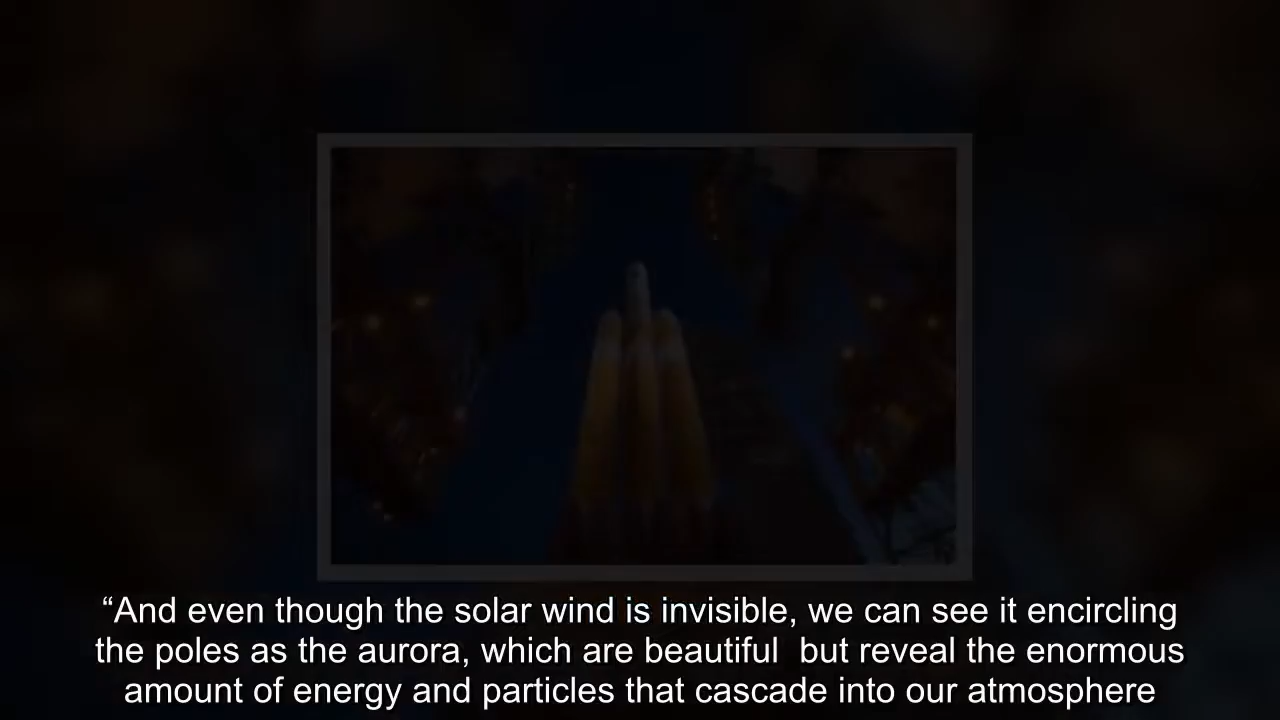 “And even though the solar wind is invisible, we can see it encircling
the poles as the aurora, which are beautiful  but reveal the enormous
amount of energy and particles that cascade into our atmosphere